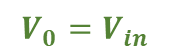 V₀ = Vᵢₙ